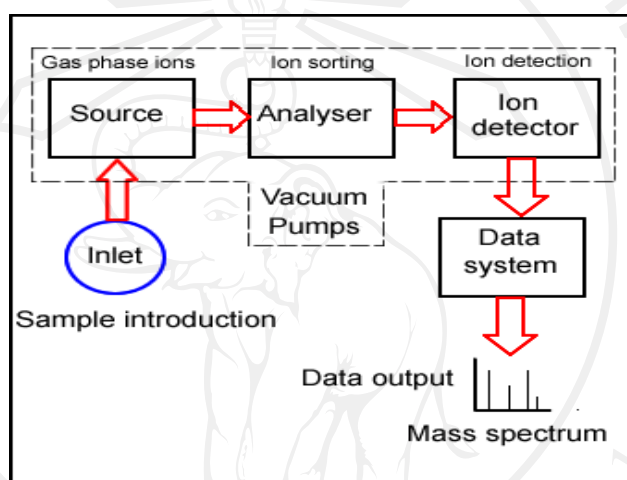 Gas phase ions
Ion sorting
Ion detection
Source
Analyser
Ion
detector
Vacuum
Pumps
Inlet
Sample introduction
Data
system
Data output
Mass spectrum